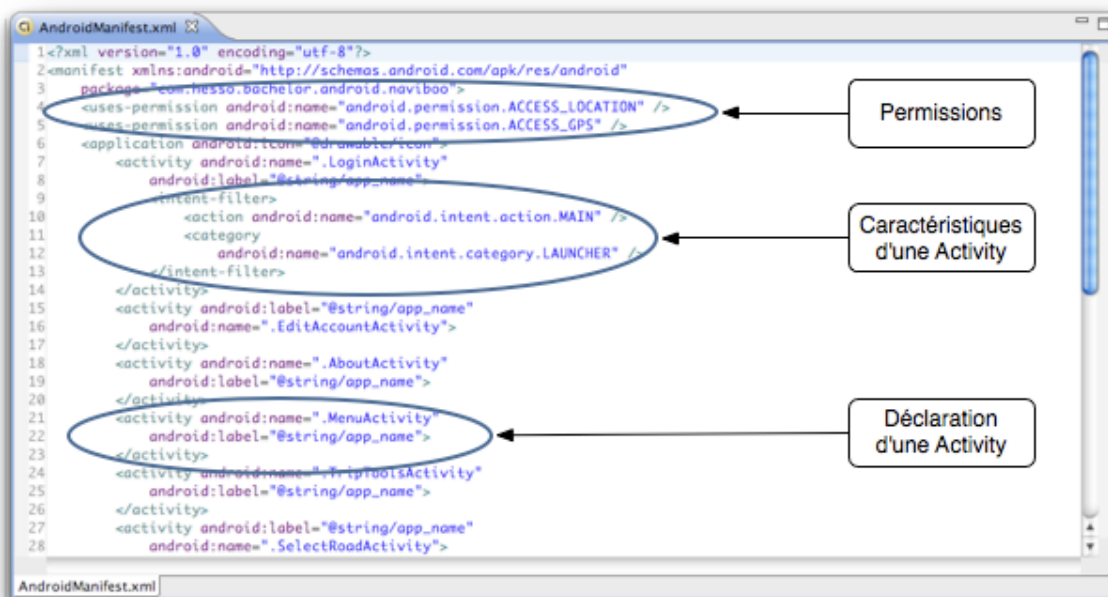 AndroidManifest.xml
1 <?xml version="1.0" encoding="utf-8"?>
2 <manifest xmlns:android="http://schemas.android.com/apk/res/android"
3 package="com.hesso.bachelor.android.naviboo">
4 <uses-permission android:name="android.permission.ACCESS_LOCATION" />
5 <uses-permission android:name="android.permission.ACCESS_GPS" />
6 <application android:icon="@drawable/icon">
7 <activity android:name=".LoginActivity"
8 android:label="@string/app_name">
9 <intent-filter>
10 <action android:name="android.intent.action.MAIN" />
11 <category
12 android:name="android.intent.category.LAUNCHER" />
13 </intent-filter>
14 </activity>
15 <activity android:label="@string/app_name"
16 android:name=".EditAccountActivity">
17 </activity>
18 <activity android:name=".AboutActivity"
19 android:label="@string/app_name">
20 </activity>
21 <activity android:name=".MenuActivity"
22 android:label="@string/app_name">
23 </activity>
24 <activity android:name=".TripToolsActivity"
25 android:label="@string/app_name">
26 </activity>
27 <activity android:label="@string/app_name"
28 android:name=".SelectRoadActivity">
Permissions
Caractéristiques
d'une Activity
Déclaration
d'une Activity
AndroidManifest.xml